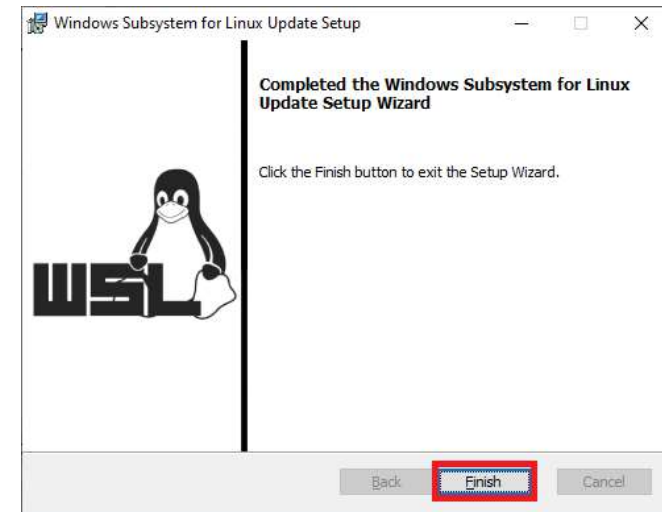 Windows Subsystem for Linux Update Setup
Completed the Windows Subsystem for Linux
Update Setup Wizard
Click the Finish button to exit the Setup Wizard.
WSL
Back Finish Cancel